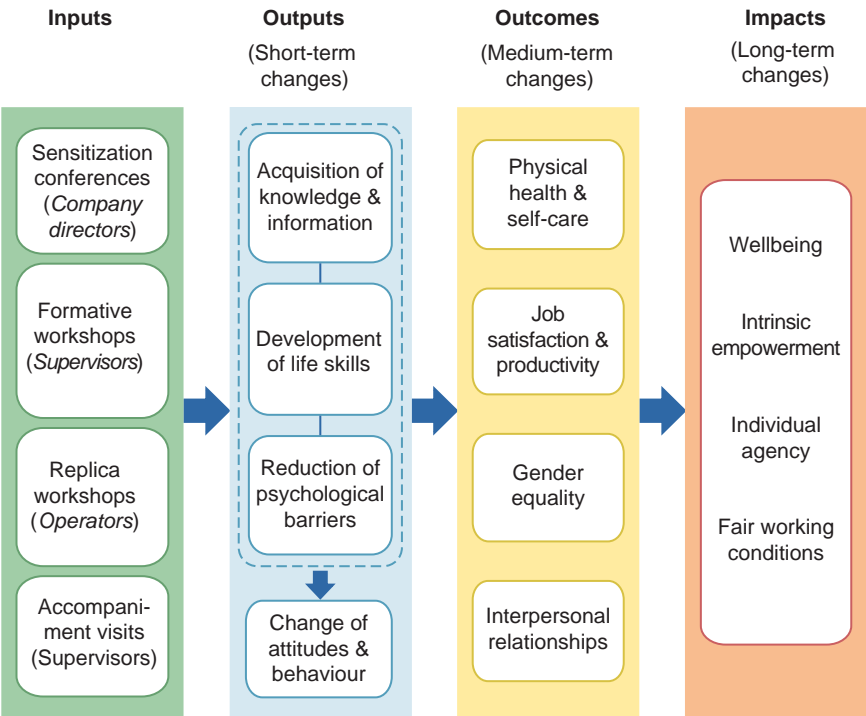 Inputs
Outputs
(Short-term
changes)
Outcomes
(Medium-term
changes)
Impacts
(Long-term
changes)
Sensitization
conferences
(Company
directors)
Formative
workshops
(Supervisors)
Replica
workshops
(Operators)
Accompani-
ment visits
(Supervisors)
Acquisition of
knowledge &
information
Development
of life skills
Reduction of
psychological
barriers
Change of
attitudes &
behaviour
Physical
health &
self-care
Job
satisfaction &
productivity
Gender
equality
Interpersonal
relationships
Wellbeing
Intrinsic
empowerment
Individual
agency
Fair working
conditions